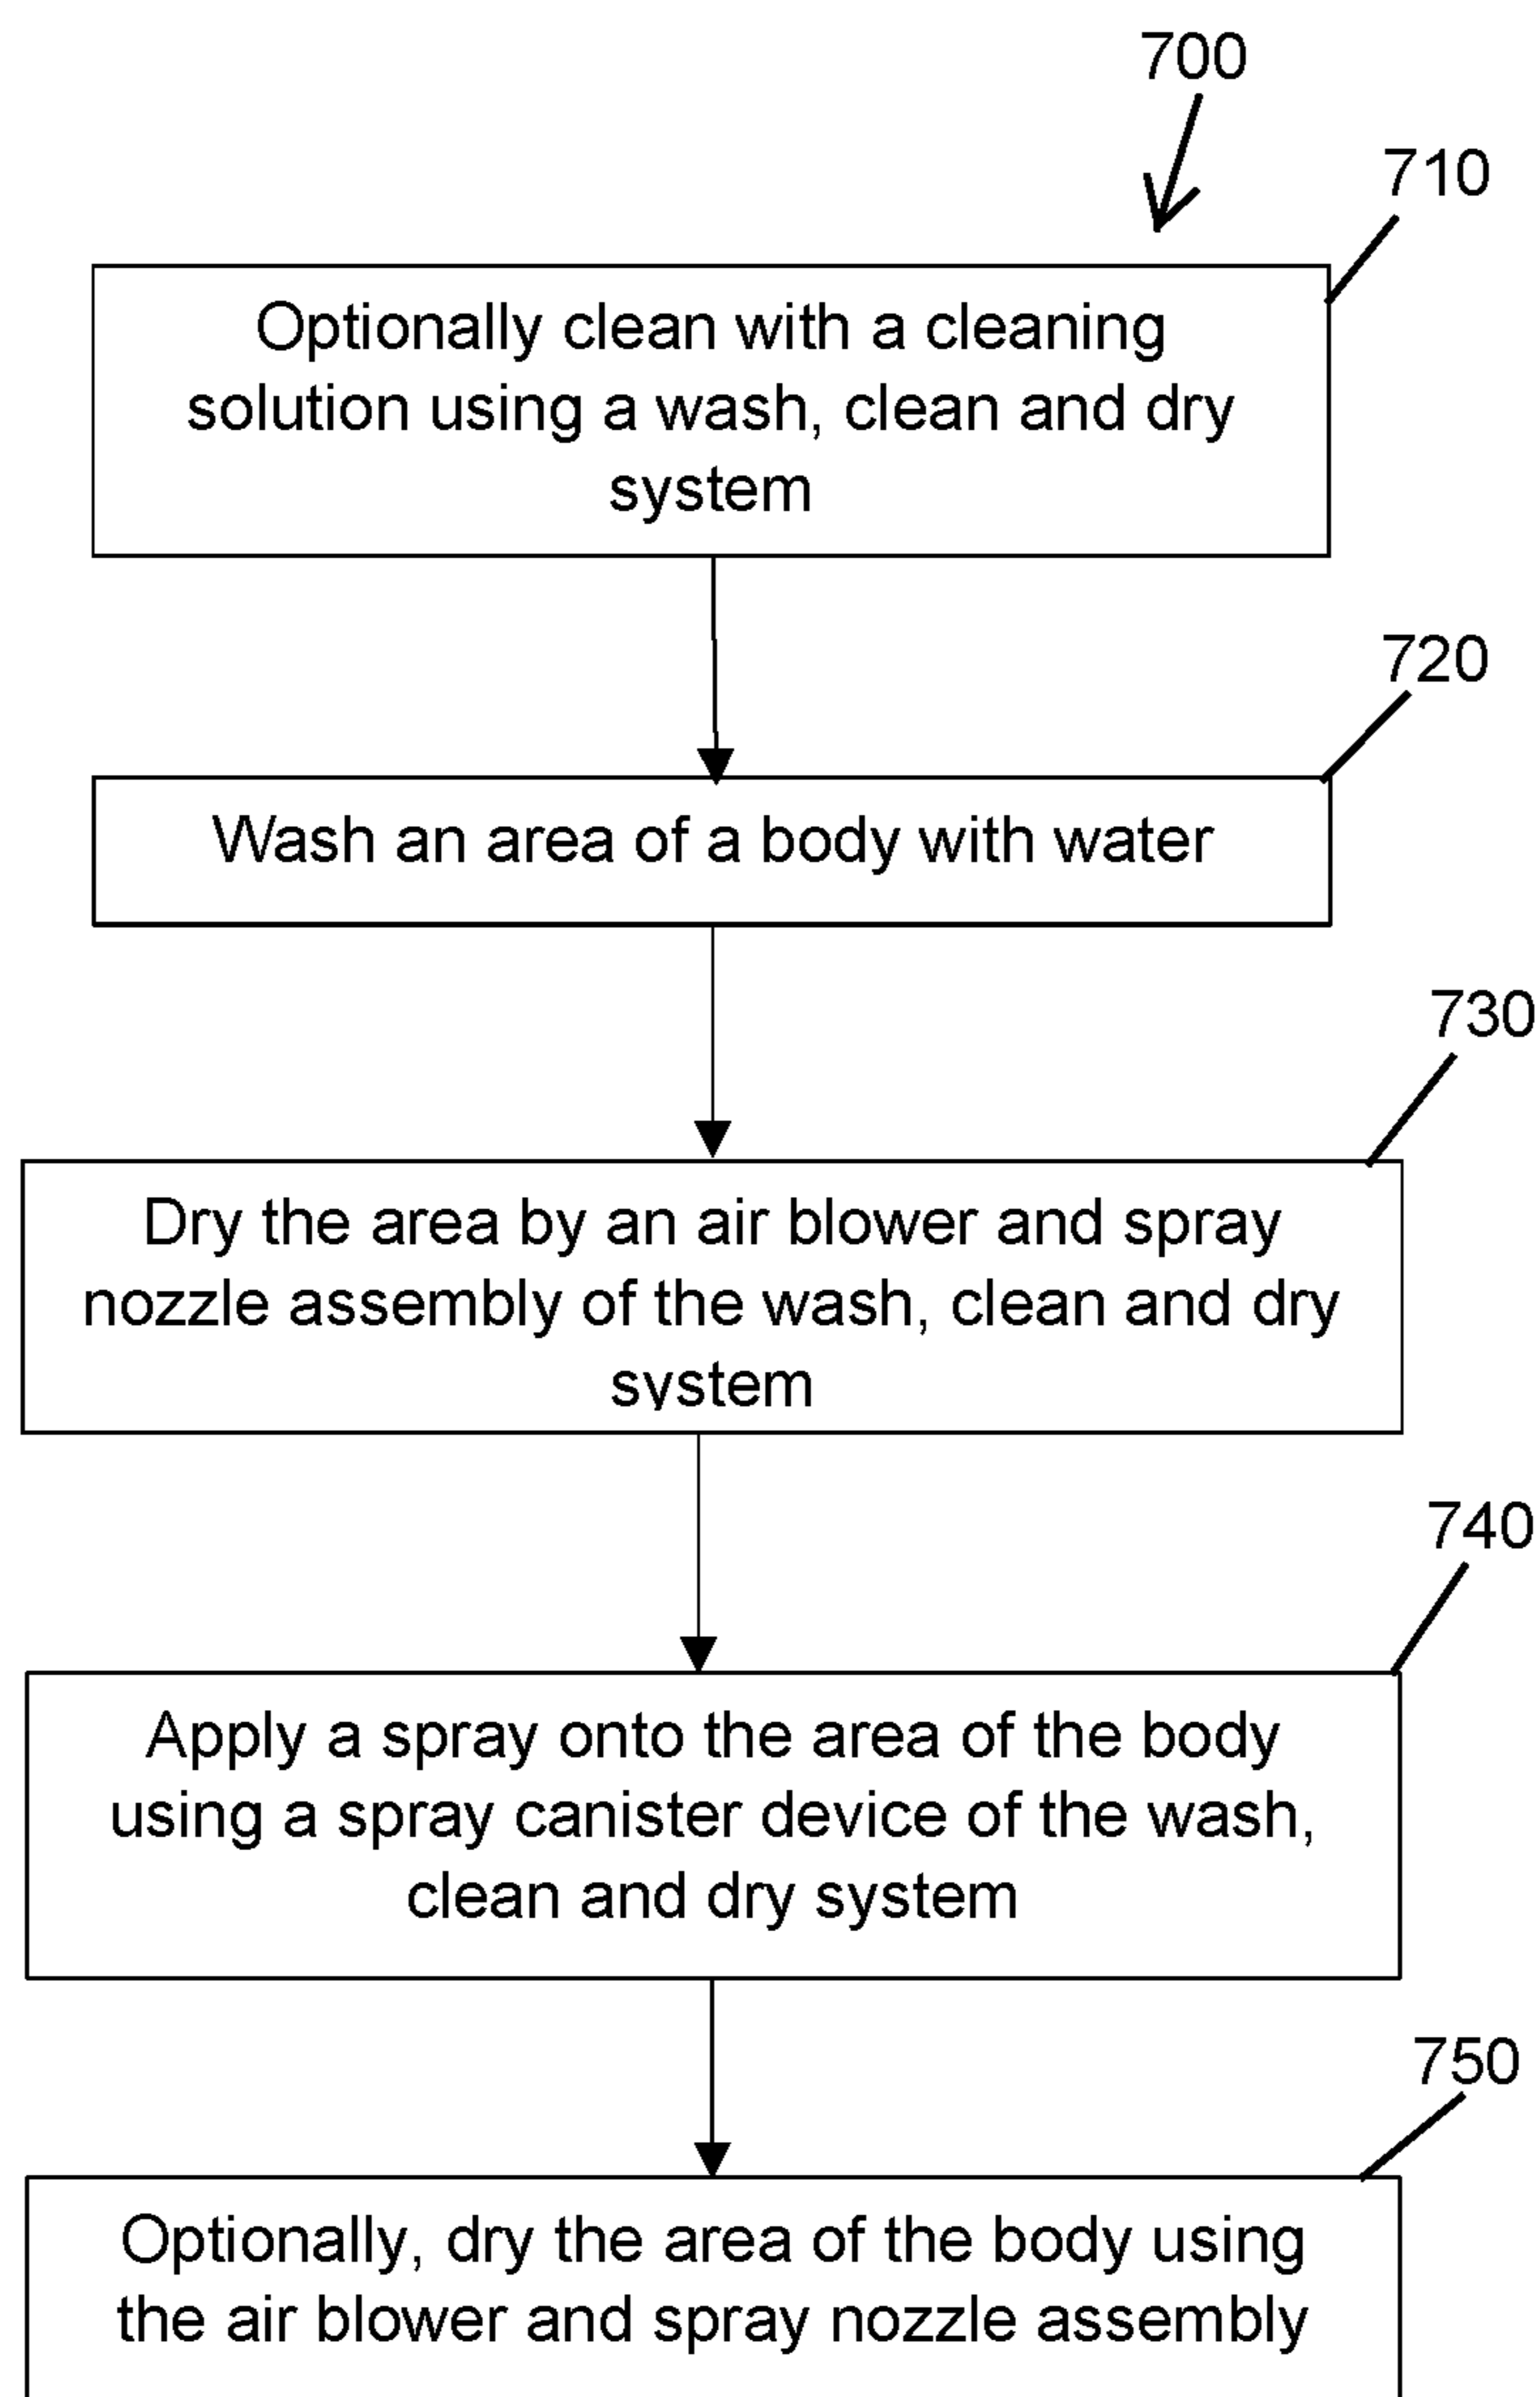 700
710
Optionally clean with a cleaning
solution using a wash, clean and dry
system
720
Wash an area of a body with water
730
Dry the area by an air blower and spray
nozzle assembly of the wash, clean and dry
system
740
Apply a spray onto the area of the body
using a spray canister device of the wash,
clean and dry system
750
Optionally, dry the area of the body using
the air blower and spray nozzle assembly